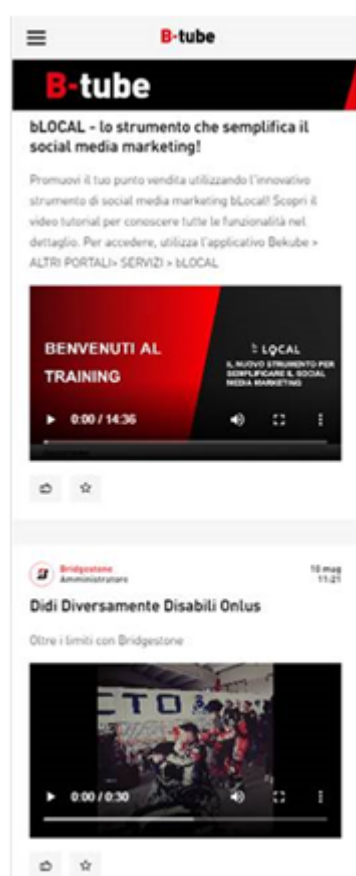 B-tube
B-tube
bLOCAL - lo strumento che semplifica il
social media marketing!
Promuovi il tuo punto vendita utilizzando l'innovativo
strumento di social media marketing bLocal! Scopri il
video tutorial per conoscere tutte le funzionalità nel
dettaglio. Per accedere, utilizza l'applicativo Bekube >
ALTRI PORTALI> SERVIZI > bLOCAL
BENVENUTI AL
TRAINING
LOCAL
IL NUOVO STRUMENTO PER
SEMPLIFICARE IL SOCIAL
MEDIA MARKETING
0:00 / 14:36
Bridgestone
Amministratore
10 mag
11:21
Didi Diversamente Disabili Onlus
Oltre i limiti con Bridgestone
CTO
0:00 / 0:30